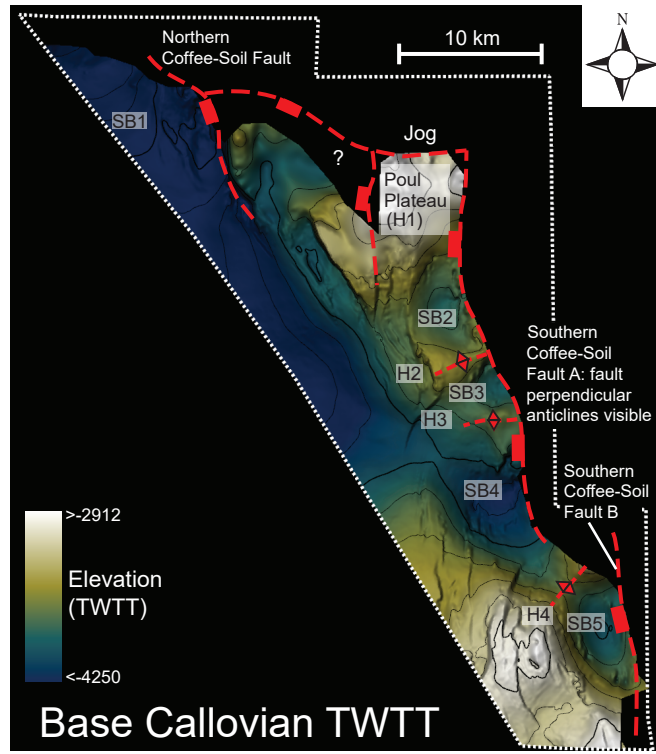 N
Northern
Coffee-Soil Fault
10 km
SB1
Jog
?
Poul
Plateau
(H1)
SB2
Southern
Coffee-Soil
Fault A: fault
perpendicular
anticlines visible
H2
SB3
H3
Southern
Coffee-Soil
Fault B
SB4
>-2912
Elevation
(TWTT)
<-4250
H4
SB5
Base Callovian TWTT